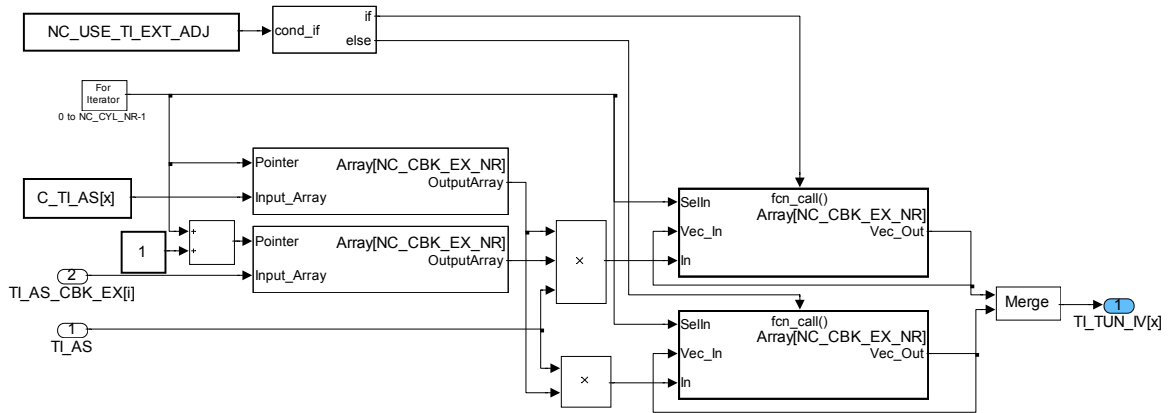 NC_USE_TI_EXT_ADJ
cond_if
if
else
For
Iterator
0 to NC_CYL_NR-1
Pointer
Array[NC_CBK_EX_NR]
OutputArray
Input_Array
C_TI_AS[x]
+
+
1
Pointer
Array[NC_CBK_EX_NR]
OutputArray
Input_Array
2
TI_AS_CBK_EX[i]
1
TI_AS
×
×
fcn_call()
SelIn
Array[NC_CBK_EX_NR]
Vec_In
Vec_Out
In
fcn_call()
SelIn
Array[NC_CBK_EX_NR]
Vec_In
Vec_Out
In
Merge
1
TI_TUN_IV[x]